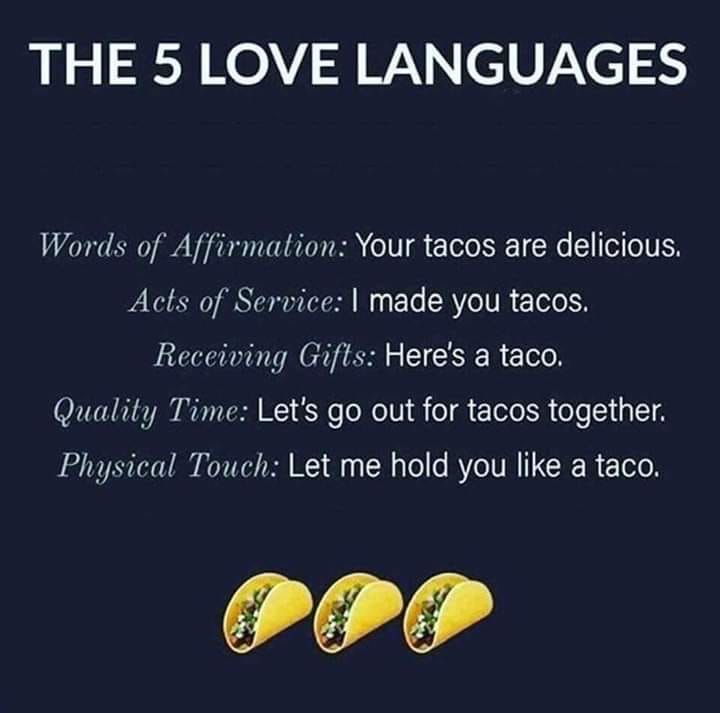 THE 5 LOVE LANGUAGES
Words of Affirmation: Your tacos are delicious.
Acts of Service: I made you tacos.
Receiving Gifts: Here's a taco.
Quality Time: Let's go out for tacos together.
Physical Touch: Let me hold you like a taco.